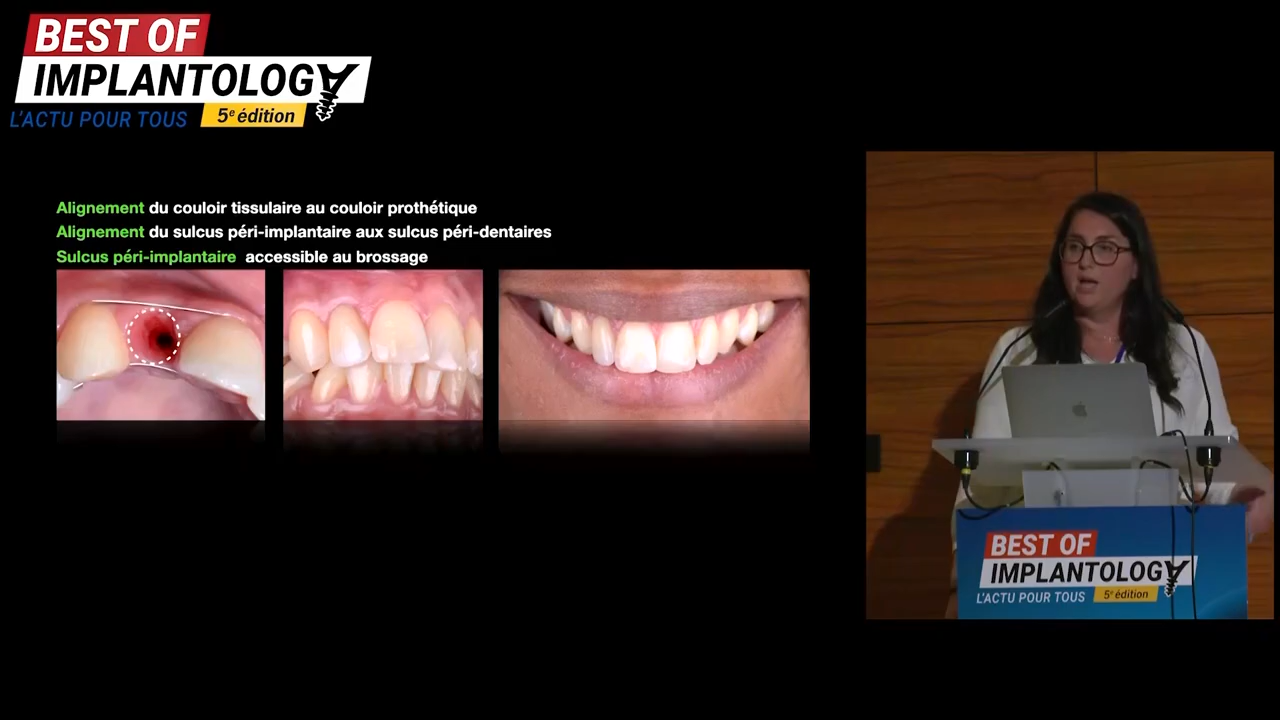 BEST OF
IMPLANTOLOGY
L'ACTU POUR TOUS
5e édition
Alignement du couloir tissulaire au couloir prothétique
Alignement du sulcus péri-implantaire aux sulcus péri-dentaires
Sulcus péri-implantaire accessible au brossage
BEST OF
IMPLANTOLOGY
L'ACTU POUR TOUS
5e édition